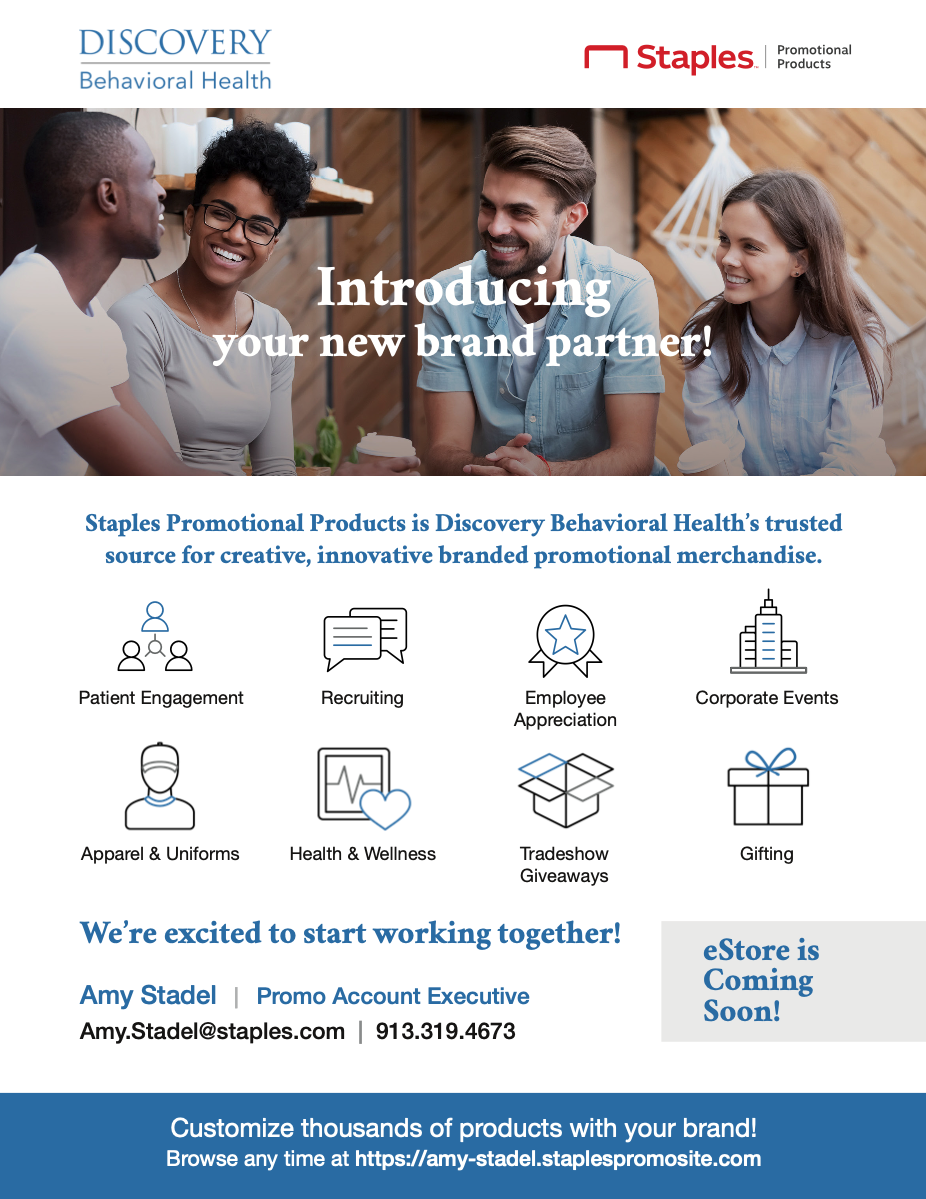 DISCOVERY
Behavioral Health
Staples™ | Promotional
Products
Introducing
your new brand partner!
Staples Promotional Products is Discovery Behavioral Health’s trusted
source for creative, innovative branded promotional merchandise.
Patient Engagement
Recruiting
Employee
Appreciation
Corporate Events
Apparel & Uniforms
Health & Wellness
Tradeshow
Giveaways
Gifting
We’re excited to start working together!
eStore is
Coming
Soon!
Amy Stadel | Promo Account Executive
Amy.Stadel@staples.com | 913.319.4673
Customize thousands of products with your brand!
Browse any time at https://amy-stadel.staplespromosite.com